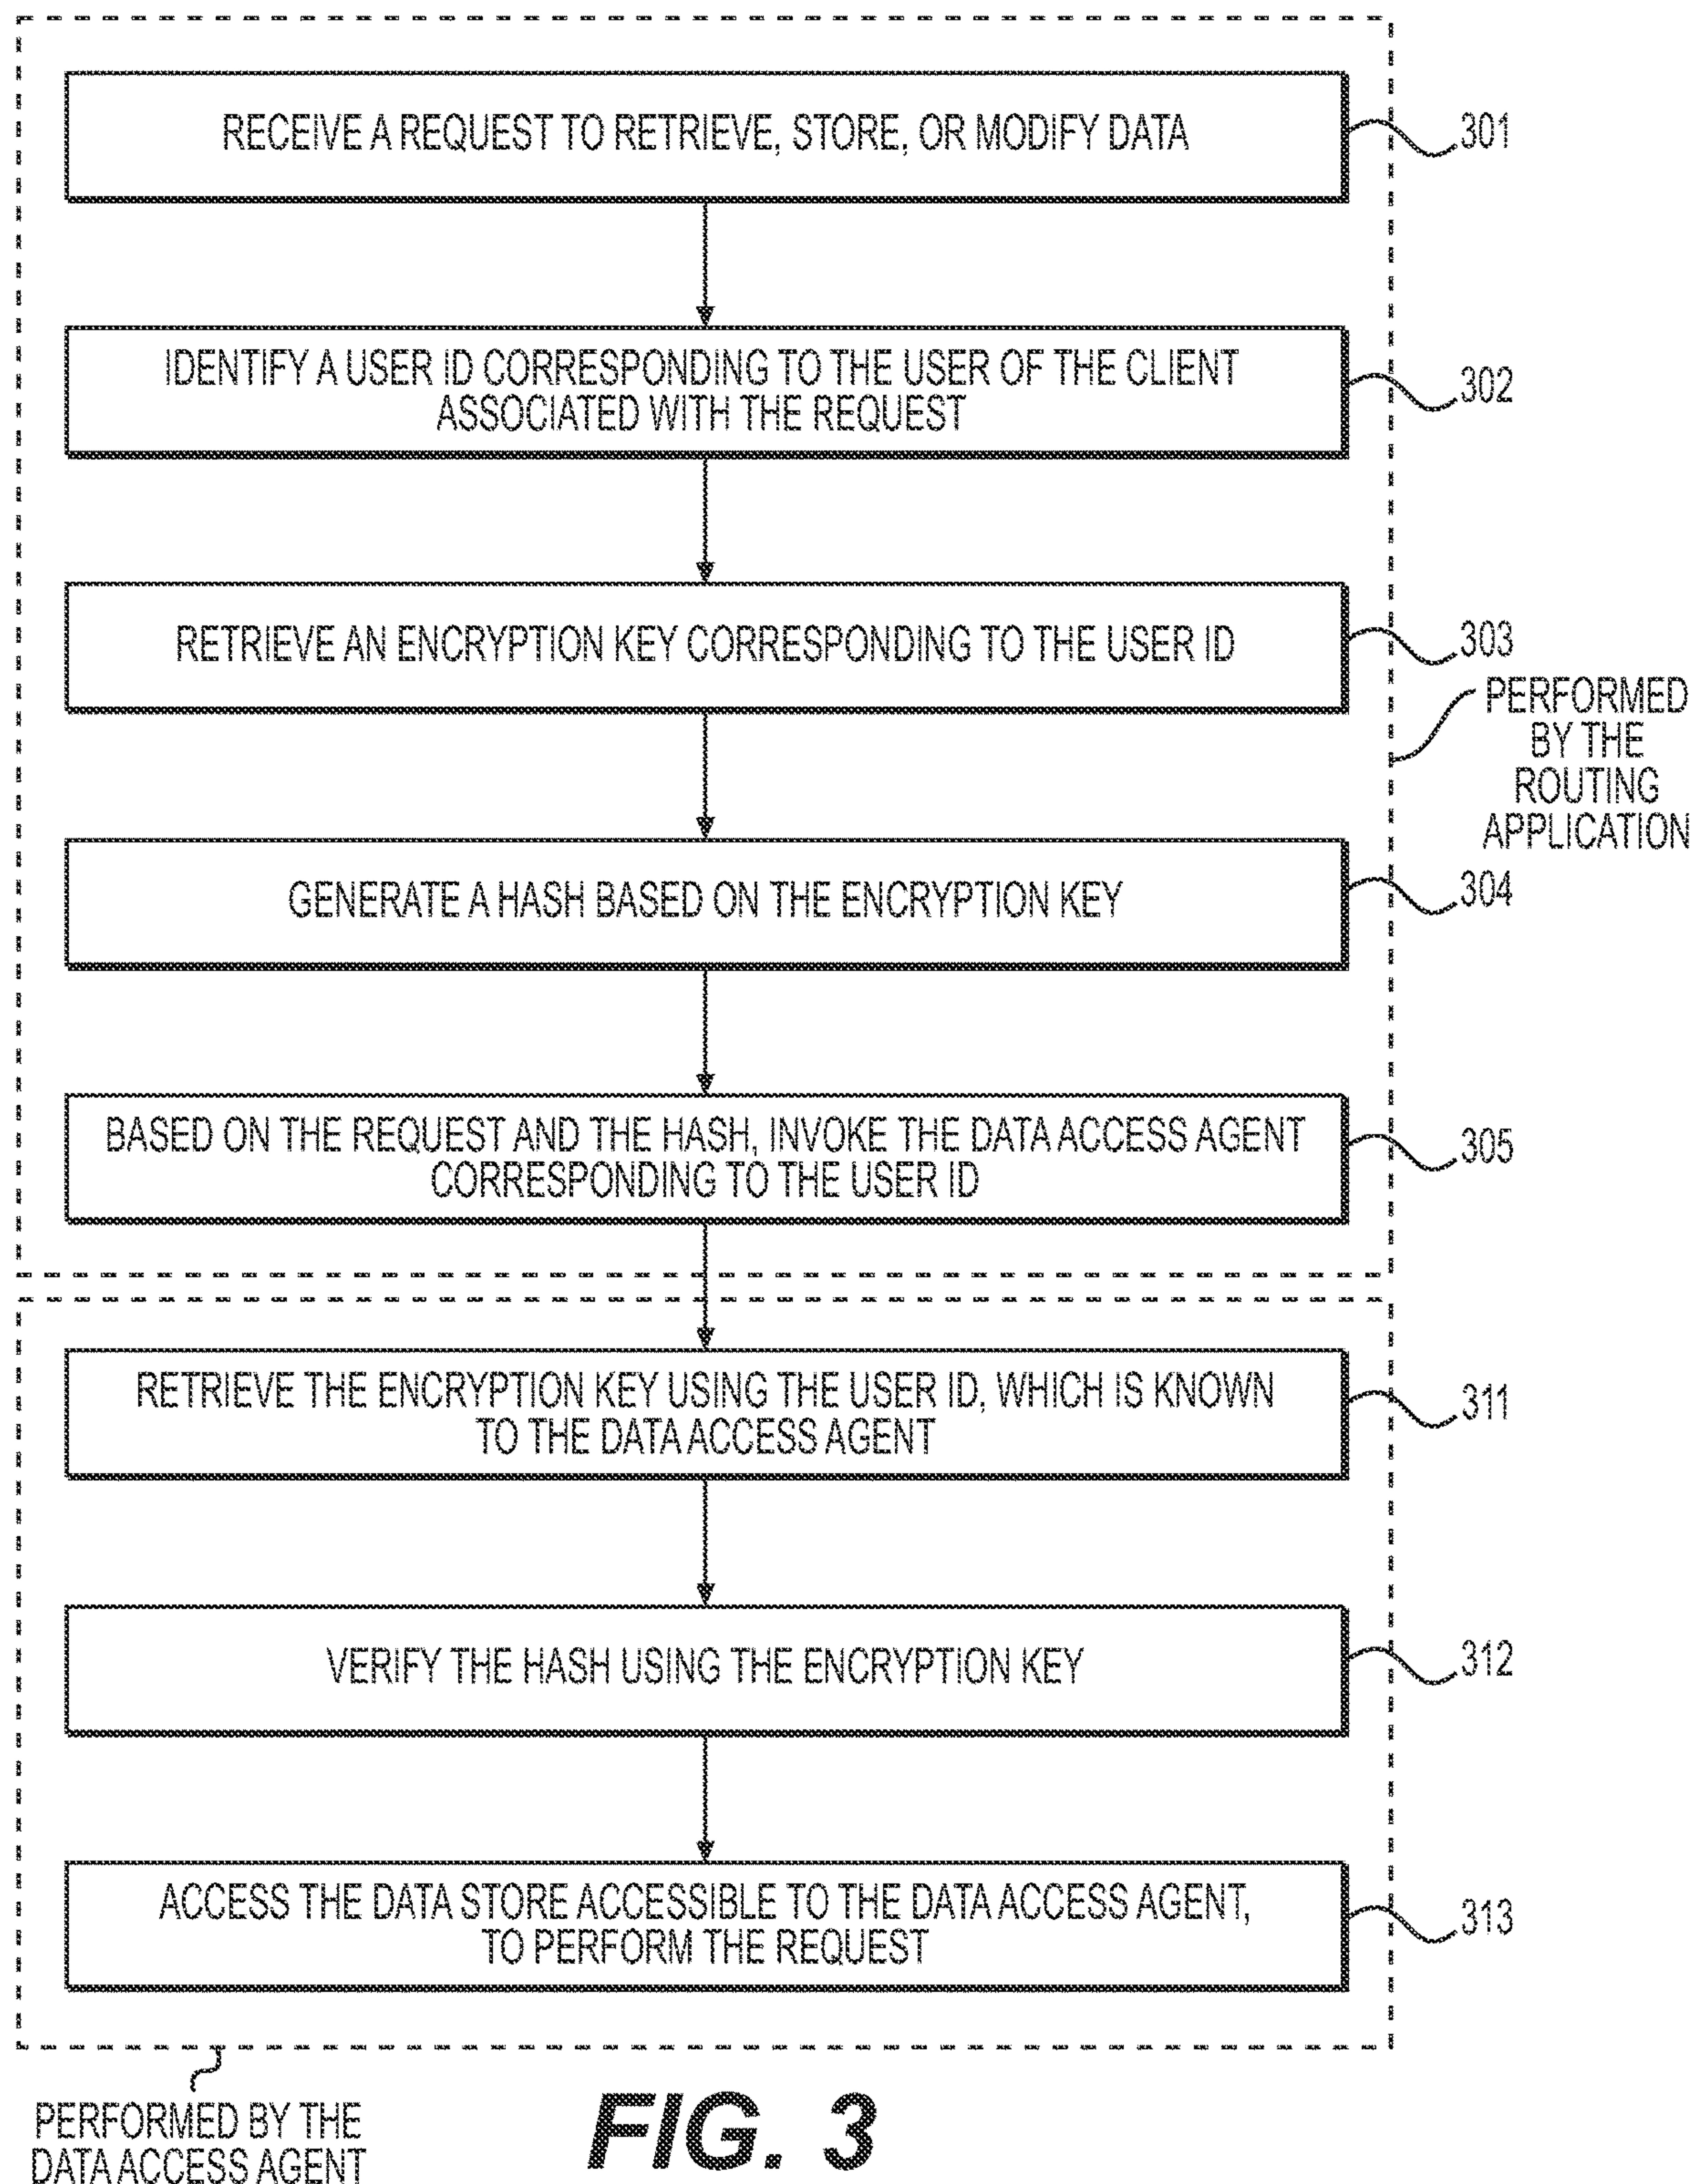 RECEIVE A REQUEST TO RETRIEVE, STORE, OR MODIFY DATA
301
IDENTIFY A USER ID CORRESPONDING TO THE USER OF THE CLIENT
ASSOCIATED WITH THE REQUEST
302
RETRIEVE AN ENCRYPTION KEY CORRESPONDING TO THE USER ID
303
PERFORMED
BY THE
ROUTING
APPLICATION
GENERATE A HASH BASED ON THE ENCRYPTION KEY
304
BASED ON THE REQUEST AND THE HASH, INVOKE THE DATA ACCESS AGENT
CORRESPONDING TO THE USER ID
305
RETRIEVE THE ENCRYPTION KEY USING THE USER ID, WHICH IS KNOWN
TO THE DATA ACCESS AGENT
311
VERIFY THE HASH USING THE ENCRYPTION KEY
312
ACCESS THE DATA STORE ACCESSIBLE TO THE DATA ACCESS AGENT,
TO PERFORM THE REQUEST
313
PERFORMED BY THE
DATA ACCESS AGENT
FIG. 3